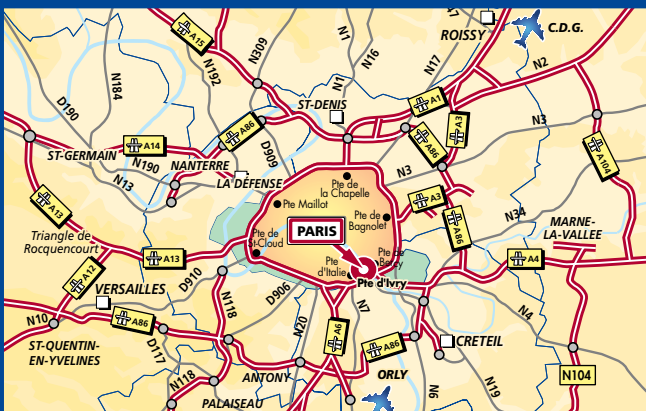 A15
N309
N1
N16
N47
ROISSY
C.D.G.
N192
N184
D190
N17
N2
N1
ST-DENIS
A1
A3
N3
A86
A86
A104
D909
A14
ST-GERMAIN
N190
NANTERRE
N13
LA DÉFENSE
N3
Pte de
la Chapelle
A3
Pte Maillot
Pte de
Bagnolet
N34
A13
A86
MARNE-
LA-VALLEE
Triangle de
Rocquencourt
PARIS
Pte de
St-Cloud
A13
Pte de
Bercy
A4
Pte
d'Italie
Pte d'Ivry
A12
D910
VERSAILLES
N118
D906
N7
N4
N10
A86
N20
A6
ST-QUENTIN-
EN-YVELINES
D117
A86
CRETEIL
N118
ANTONY
ORLY
N104
PALAISEAU
N6
N19